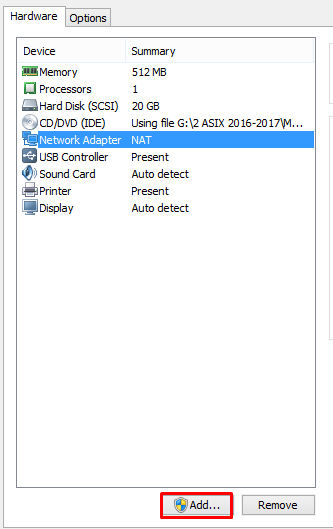 Hardware Options
Device Summary
Memory 512 MB
Processors 1
Hard Disk (SCSI) 20 GB
CD/DVD (IDE) Using file G:\2 ASIX 2016-2017\M...
Network Adapter NAT
USB Controller Present
Sound Card Auto detect
Printer Present
Display Auto detect
Add... Remove